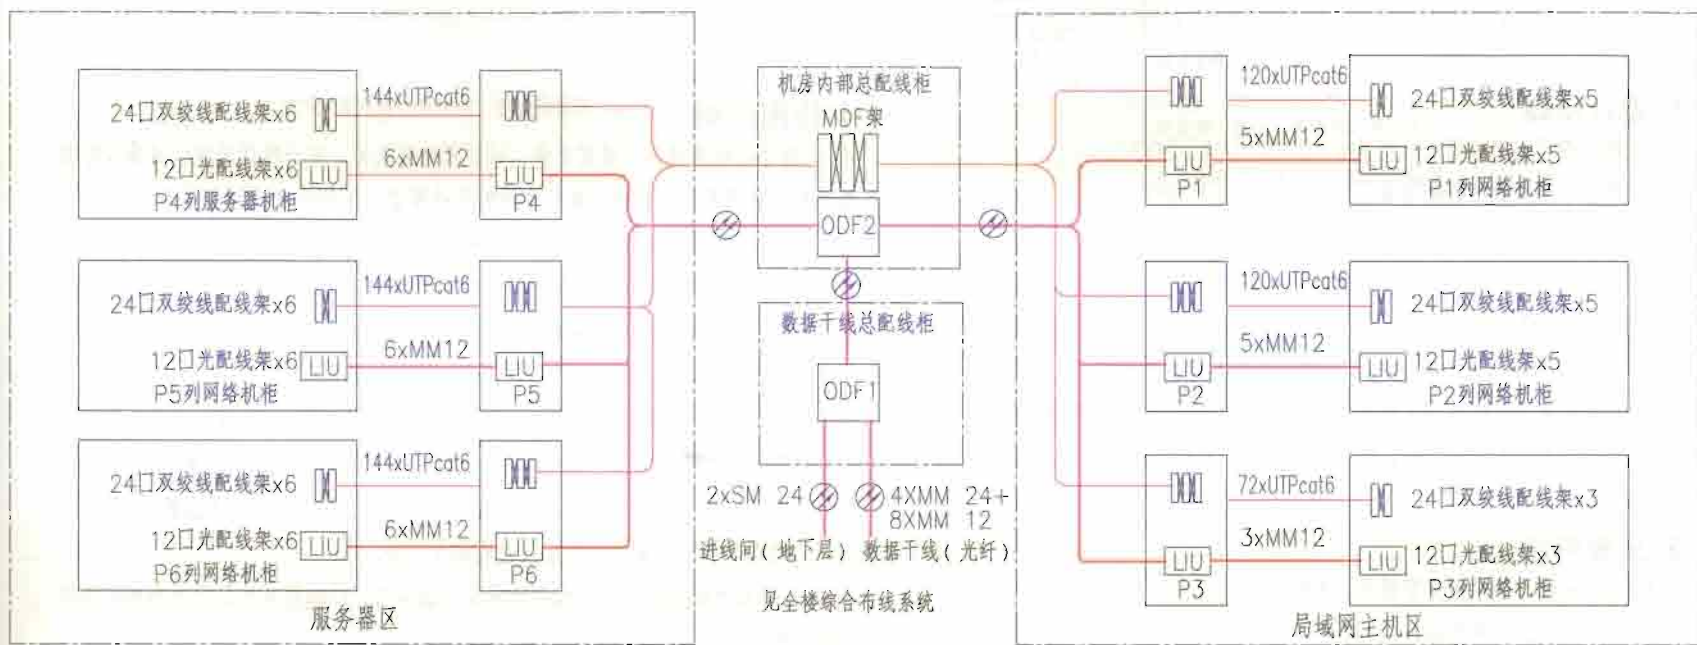 24口双绞线配线架x6
144xUTPcat6
12口光配线架x6
LIU
6xMM12
LIU
P4列服务器机柜
P4
24口双绞线配线架x6
144xUTPcat6
12口光配线架x6
LIU
6xMM12
LIU
P5列网络机柜
P5
24口双绞线配线架x6
144xUTPcat6
12口光配线架x6
LIU
6xMM12
LIU
P6列网络机柜
P6
服务器区
机房内部总配线柜
MDF架
ODF2
数据干线总配线柜
ODF1
2xSM 24
4XMM 24+
8XMM 12
进线间(地下层)
数据干线(光纤)
见全楼综合布线系统
120xUTPcat6
24口双绞线配线架x5
5xMM12
LIU
LIU
12口光配线架x5
P1
P1列网络机柜
120xUTPcat6
24口双绞线配线架x5
5xMM12
LIU
LIU
12口光配线架x5
P2
P2列网络机柜
72xUTPcat6
24口双绞线配线架x3
3xMM12
LIU
LIU
12口光配线架x3
P3
P3列网络机柜
局域网主机区